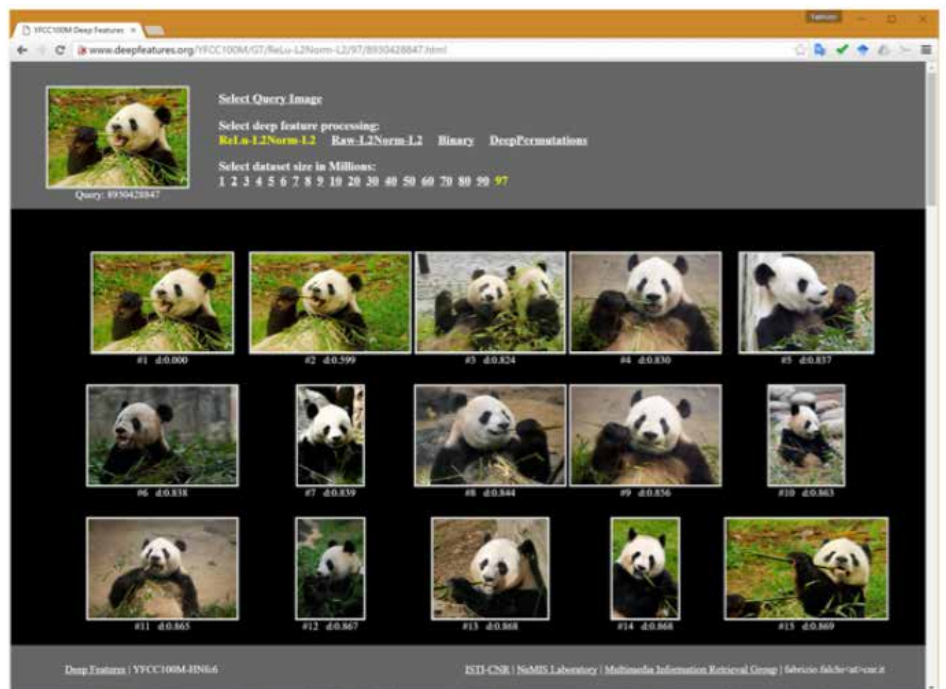 YFCC100M Deep Features
www.deepfeatures.org/YFCC100M/GT/ReLu-L2Norm-L2/97/8930428847.html
Select Query Image
Select deep feature processing:
ReLu-L2Norm-L2 Raw-L2Norm-L2 Binary DeepPermutations
Select dataset size in Millions:
1 2 3 4 5 6 7 8 9 10 20 30 40 50 60 70 80 90 97
Query: 8930428847
#1 d:0.000
#2 d:0.599
#3 d:0.824
#4 d:0.830
#5 d:0.837
#6 d:0.838
#7 d:0.839
#8 d:0.844
#9 d:0.856
#10 d:0.863
#11 d:0.865
#12 d:0.867
#13 d:0.868
#14 d:0.868
#15 d:0.869
Deep Features | YFCC100M-HNfc6
ISTI-CNR | NeMIS Laboratory | Multimedia Information Retrieval Group | fabrizio.falchi<at>cnr.it